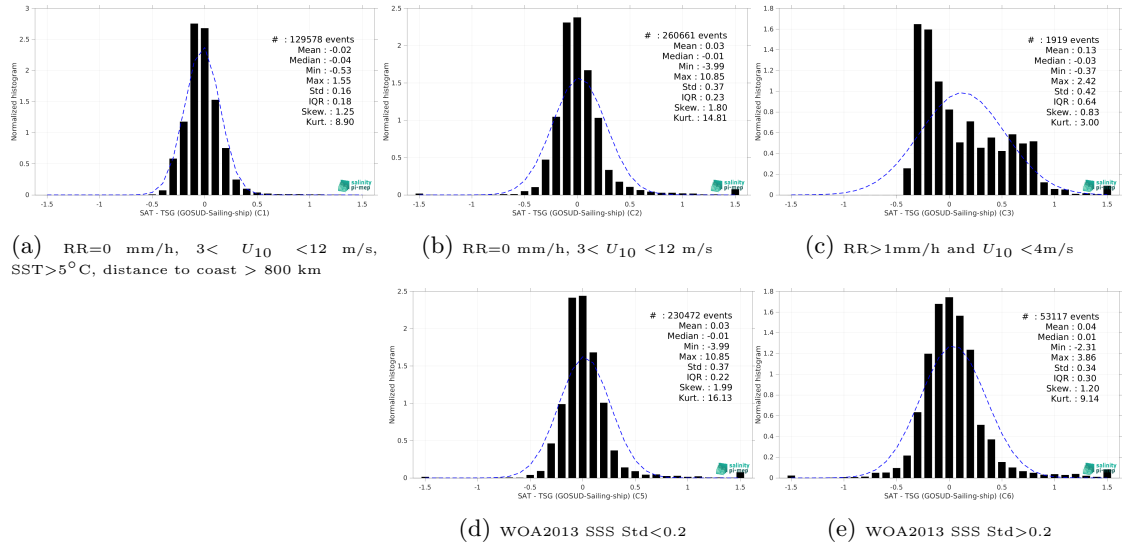 3
2.5
2
1.5
1
0.5
0
Normalized histogram
# : 129578 events
Mean : -0.02
Median : -0.04
Min : -0.53
Max : 1.55
Std : 0.16
IQR : 0.18
Skew. : 1.25
Kurt. : 8.90
salinity
pi-mep
-1.5 -1 -0.5 0 0.5 1 1.5
SAT - TSG (GOSUD-Sailing-ship) (C1)
(a) RR=0 mm/h, 3< U10 <12 m/s,
SST>5°C, distance to coast > 800 km
2.5
2
1.5
1
0.5
0
Normalized histogram
# : 260661 events
Mean : 0.03
Median : -0.01
Min : -3.99
Max : 10.85
Std : 0.37
IQR : 0.23
Skew. : 1.80
Kurt. : 14.81
salinity
pi-mep
-1.5 -1 -0.5 0 0.5 1 1.5
SAT - TSG (GOSUD-Sailing-ship) (C2)
(b) RR=0 mm/h, 3< U10 <12 m/s
1.8
1.6
1.4
1.2
1
0.8
0.6
0.4
0.2
0
Normalized histogram
# : 1919 events
Mean : 0.13
Median : -0.03
Min : -0.37
Max : 2.42
Std : 0.42
IQR : 0.64
Skew. : 0.83
Kurt. : 3.00
salinity
pi-mep
-1.5 -1 -0.5 0 0.5 1 1.5
SAT - TSG (GOSUD-Sailing-ship) (C3)
(c) RR>1mm/h and U10 <4m/s
2.5
2
1.5
1
0.5
0
Normalized histogram
# : 230472 events
Mean : 0.03
Median : -0.01
Min : -3.99
Max : 10.85
Std : 0.37
IQR : 0.22
Skew. : 1.99
Kurt. : 16.13
salinity
pi-mep
-1.5 -1 -0.5 0 0.5 1 1.5
SAT - TSG (GOSUD-Sailing-ship) (C5)
(d) WOA2013 SSS Std<0.2
1.8
1.6
1.4
1.2
1
0.8
0.6
0.4
0.2
0
Normalized histogram
# : 53117 events
Mean : 0.04
Median : 0.01
Min : -2.31
Max : 3.86
Std : 0.34
IQR : 0.30
Skew. : 1.20
Kurt. : 9.14
salinity
pi-mep
-1.5 -1 -0.5 0 0.5 1 1.5
SAT - TSG (GOSUD-Sailing-ship) (C6)
(e) WOA2013 SSS Std>0.2